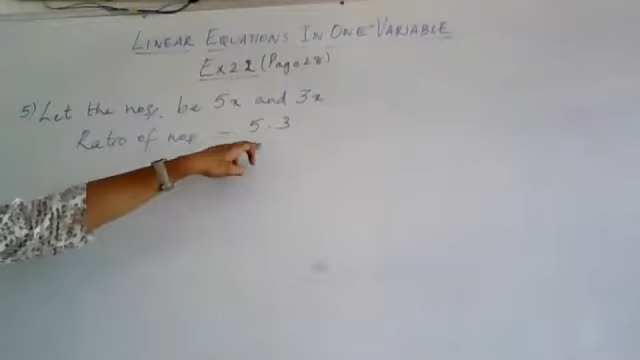 LINEAR EQUATIONS IN ONE VARIABLE
Ex 2.2 (Page 28)
5) Let the nos. be 5x and 3x
Ratio of nos = 5:3